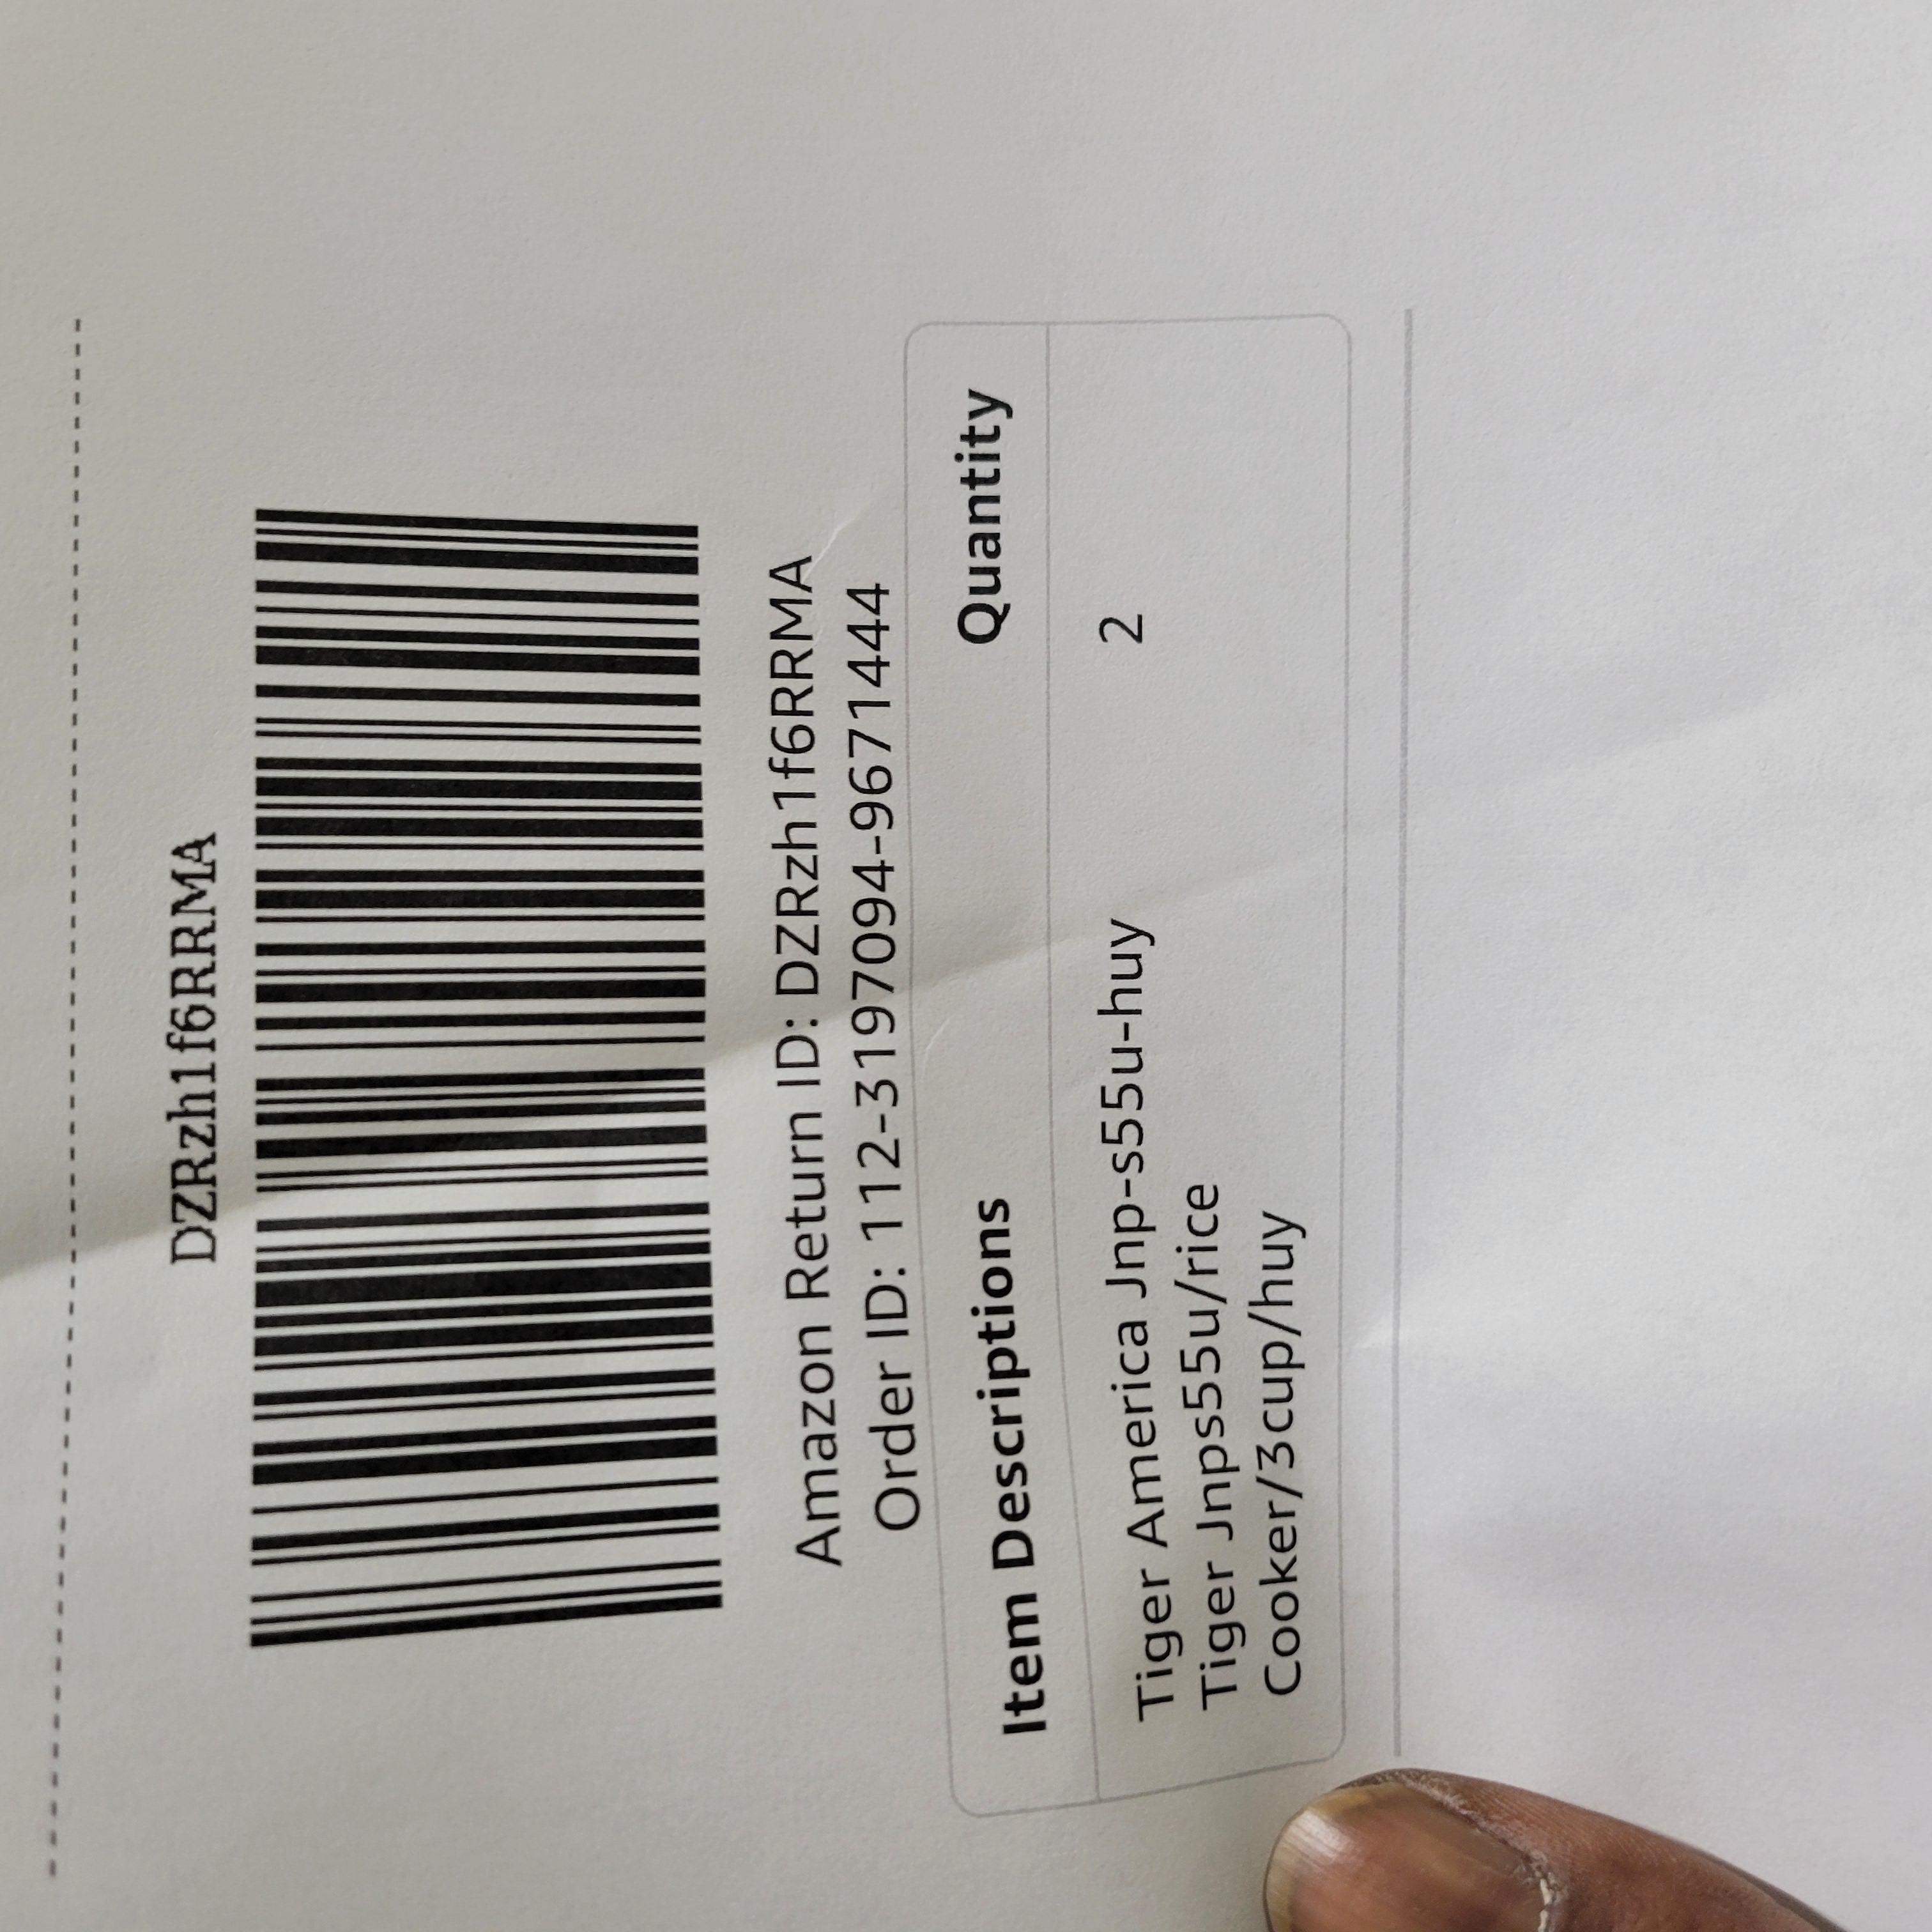 DZRzh1f6RRMA
Amazon Return ID: DZRzh1f6RRMA
Order ID: 112-3197094-9671444
Item Descriptions Quantity
Tiger America Jnp-s55u-huy 2
Tiger Jnps55u/rice
Cooker/3cup/huy